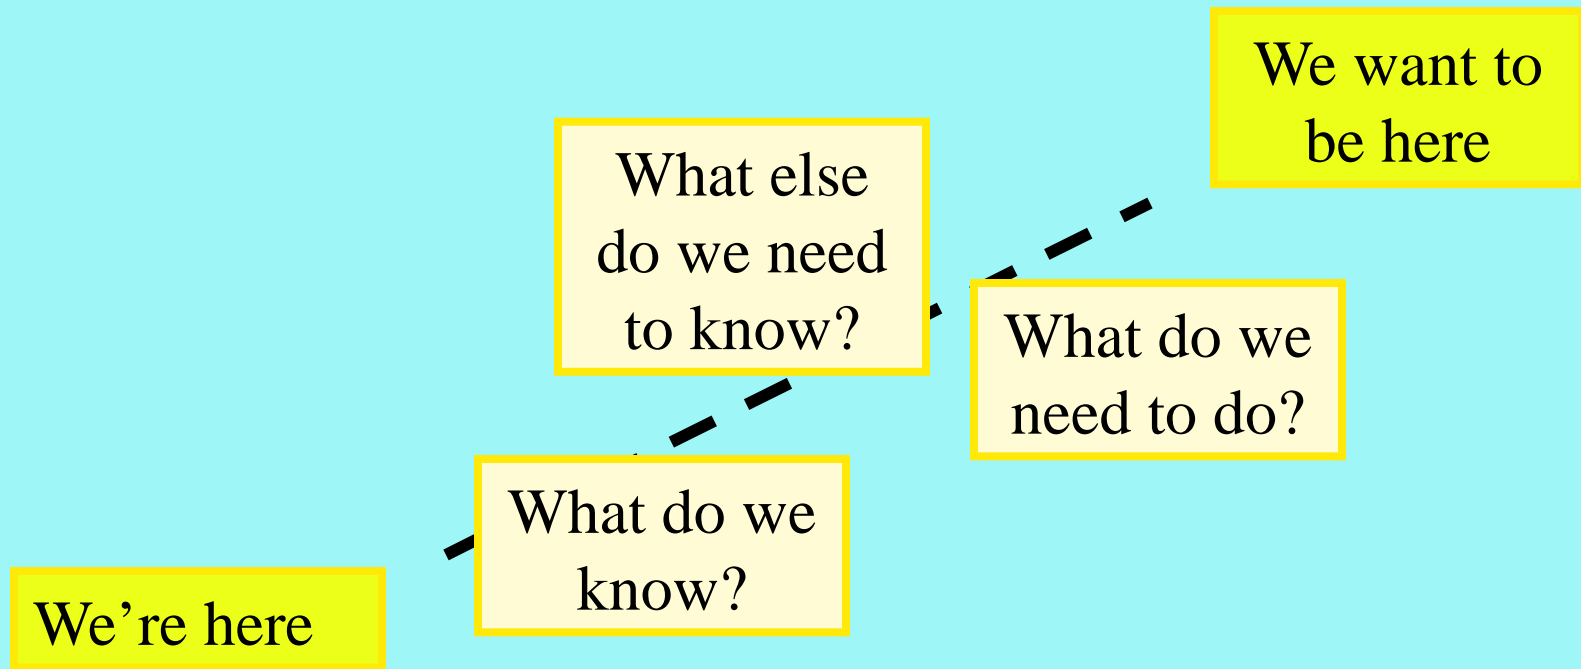 We want to
be here
What else
do we need
to know?
What do we
need to do?
What do we
know?
We’re here